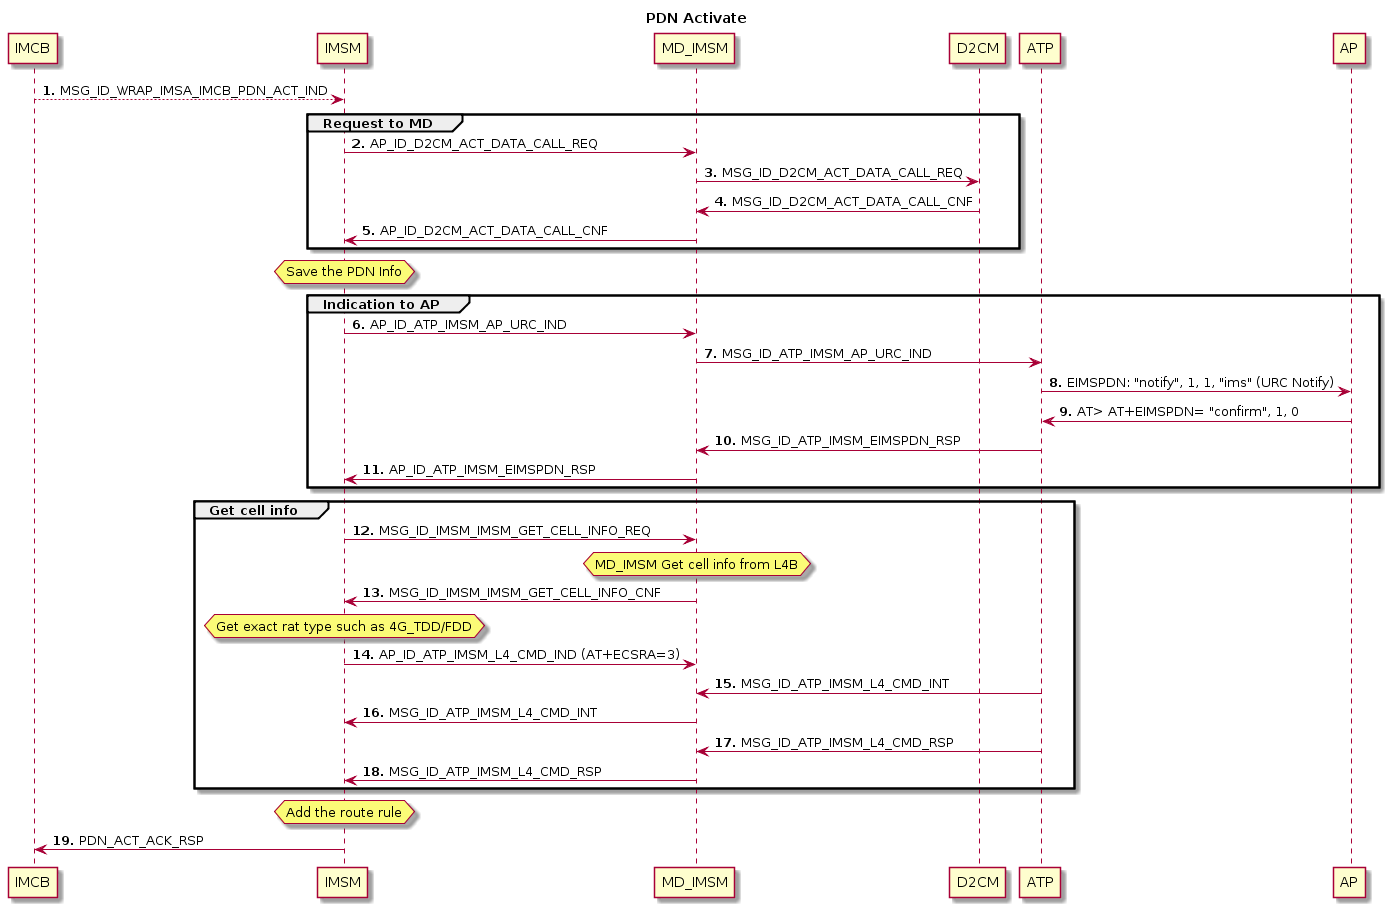 PDN Activate
IMCB IMSM MD_IMSM D2CM ATP AP
1. MSG_ID_WRAP_IMSA_IMCB_PDN_ACT_IND
Request to MD
2. AP_ID_D2CM_ACT_DATA_CALL_REQ
3. MSG_ID_D2CM_ACT_DATA_CALL_REQ
4. MSG_ID_D2CM_ACT_DATA_CALL_CNF
5. AP_ID_D2CM_ACT_DATA_CALL_CNF
Save the PDN Info
Indication to AP
6. AP_ID_ATP_IMSM_AP_URC_IND
7. MSG_ID_ATP_IMSM_AP_URC_IND
8. EIMSPDN: "notify", 1, 1, "ims" (URC Notify)
9. AT> AT+EIMSPDN= "confirm", 1, 0
10. MSG_ID_ATP_IMSM_EIMSPDN_RSP
11. AP_ID_ATP_IMSM_EIMSPDN_RSP
Get cell info
12. MSG_ID_IMSM_IMSM_GET_CELL_INFO_REQ
MD_IMSM Get cell info from L4B
13. MSG_ID_IMSM_IMSM_GET_CELL_INFO_CNF
Get exact rat type such as 4G_TDD/FDD
14. AP_ID_ATP_IMSM_L4_CMD_IND (AT+ECSRA=3)
15. MSG_ID_ATP_IMSM_L4_CMD_INT
16. MSG_ID_ATP_IMSM_L4_CMD_INT
17. MSG_ID_ATP_IMSM_L4_CMD_RSP
18. MSG_ID_ATP_IMSM_L4_CMD_RSP
Add the route rule
19. PDN_ACT_ACK_RSP
IMCB IMSM MD_IMSM D2CM ATP AP